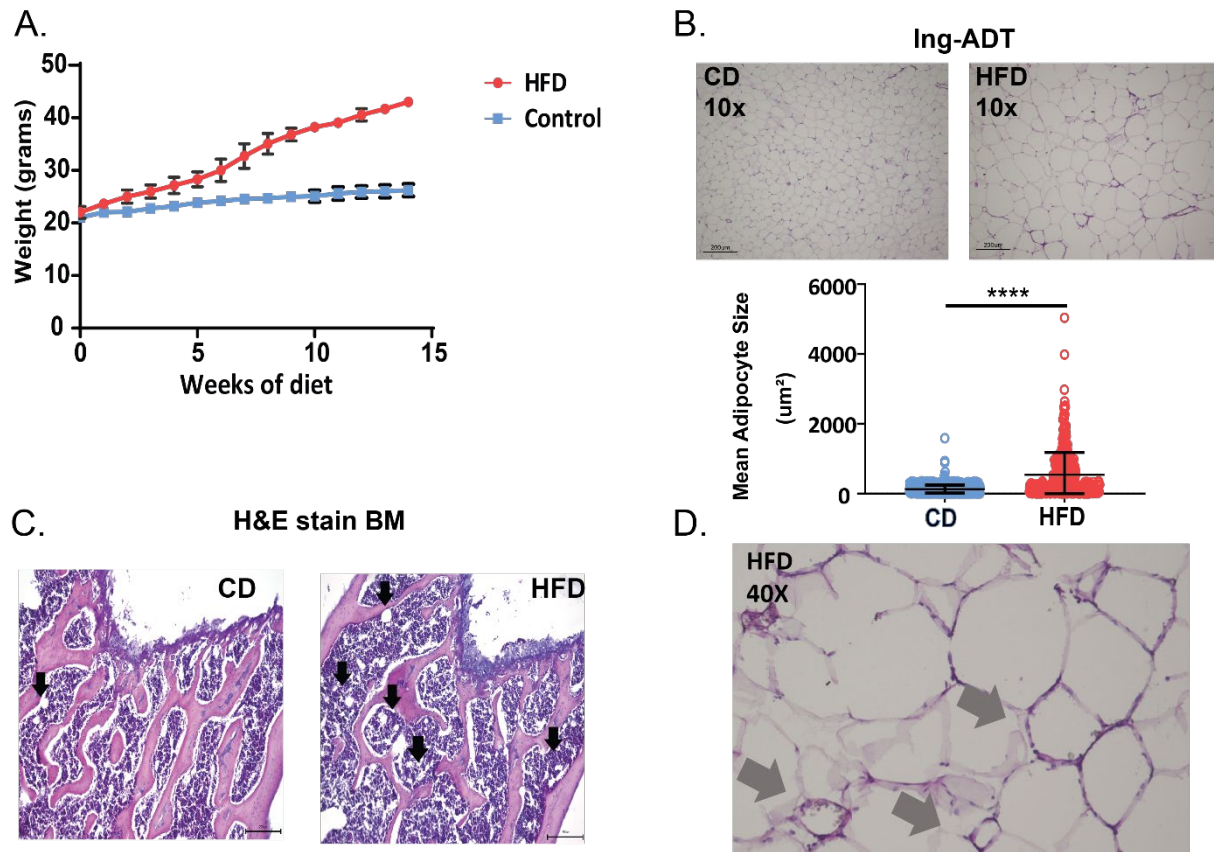 A.
50
40
30
20
10
0
Weight (grams)
0 5 10 15
Weeks of diet
HFD
Control
B.
Ing-ADT
CD
10x
200μm
HFD
10x
200μm
6000
4000
2000
0
Mean Adipocyte Size
(um²)
****
CD HFD
C.
H&E stain BM
CD
HFD
D.
HFD
40X